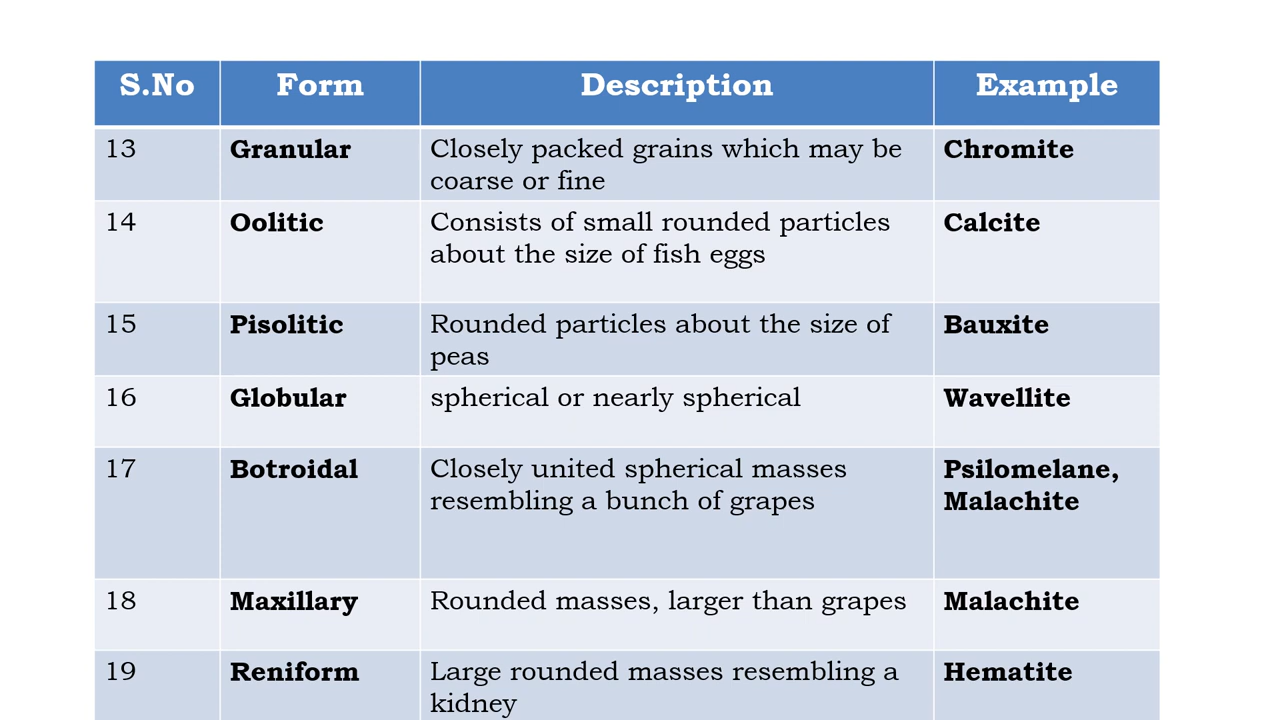 S.No Form Description Example
13 Granular Closely packed grains which may be Chromite
coarse or fine
14 Oolitic Consists of small rounded particles Calcite
about the size of fish eggs
15 Pisolitic Rounded particles about the size of Bauxite
peas
16 Globular spherical or nearly spherical Wavellite
17 Botroidal Closely united spherical masses Psilomelane,
resembling a bunch of grapes Malachite
18 Maxillary Rounded masses, larger than grapes Malachite
19 Reniform Large rounded masses resembling a Hematite
kidney